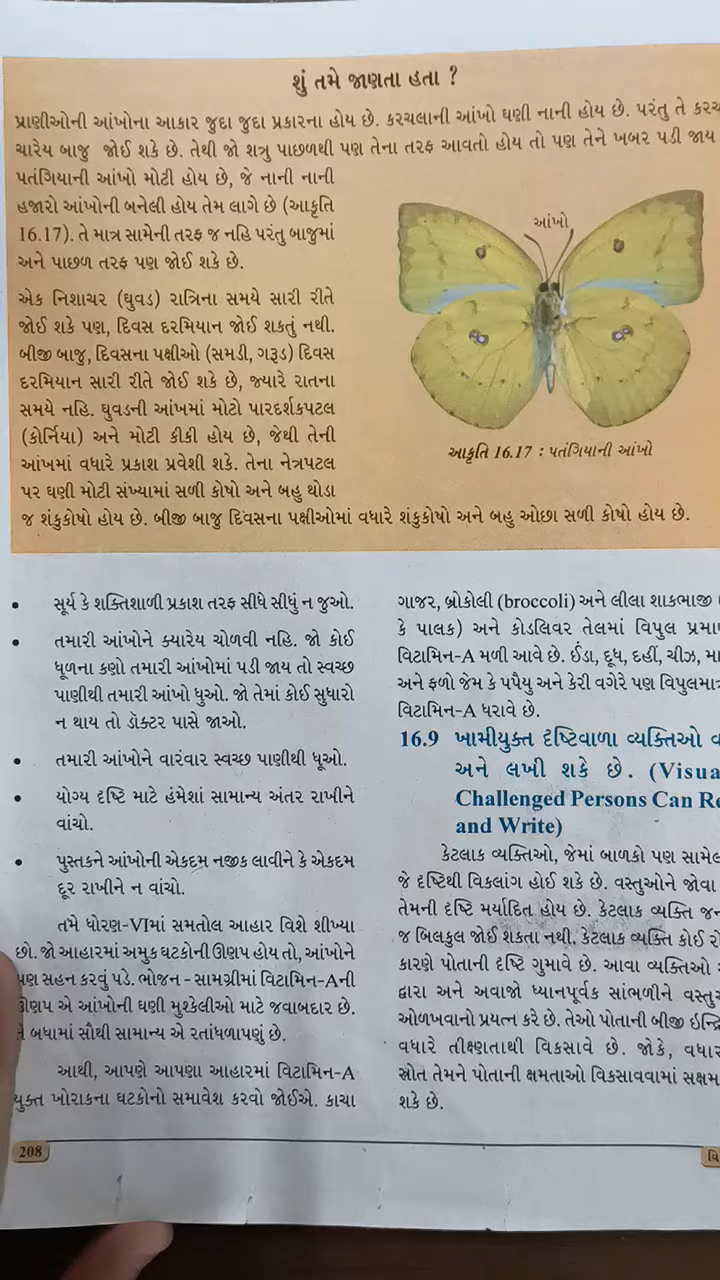 શું તમે જાણતા હતા ?
પ્રાણીઓની આંખોના આકાર જુદા જુદા પ્રકારના હોય છે. કરચલાની આંખો ઘણી નાની હોય છે. પરંતુ તે
ચારેય બાજુ જોઈ શકે છે. તેથી જો શત્રુ પાછળથી પણ તેના તરફ આવતો હોય તો પણ તેને ખબર પડી જાય
પતંગિયાની આંખો મોટી હોય છે, જે નાની નાની
હજારો આંખોની બનેલી હોય તેમ લાગે છે (આકૃતિ
16.17). તે માત્ર સામેની તરફ જ નહિ પરંતુ બાજુમાં
અને પાછળ તરફ પણ જોઈ શકે છે.
એક નિશાચર (ઘુવડ) રાત્રિના સમયે સારી રીતે
જોઈ શકે પણ, દિવસ દરમિયાન જોઈ શકતું નથી.
બીજી બાજુ, દિવસના પક્ષીઓ (સમડી, ગરૂડ) દિવસ
દરમિયાન સારી રીતે જોઈ શકે છે, જ્યારે રાતના
સમયે નહિ. ઘુવડની આંખમાં મોટો પારદર્શકપટલ
(કોર્નિયા) અને મોટી કીકી હોય છે, જેથી તેની
આંખમાં વધારે પ્રકાશ પ્રવેશી શકે. તેના નેત્રપટલ
પર ઘણી મોટી સંખ્યામાં સળી કોષો અને બહુ થોડા
જ શંકુકોષો હોય છે. બીજી બાજુ દિવસના પક્ષીઓમાં વધારે શંકુકોષો અને બહુ ઓછા સળી કોષો હોય છે.
આંખો
આકૃતિ 16.17 : પતંગિયાની આંખો
• સૂર્ય કે શક્તિશાળી પ્રકાશ તરફ સીધે સીધું ન જુઓ.
• તમારી આંખોને ક્યારેય ચોળવી નહિ. જો કોઈ
ધૂળના કણો તમારી આંખોમાં પડી જાય તો સ્વચ્છ
પાણીથી તમારી આંખો ધુઓ. જો તેમાં કોઈ સુધારો
ન થાય તો ડૉક્ટર પાસે જાઓ.
• તમારી આંખોને વારંવાર સ્વચ્છ પાણીથી ધૂઓ.
• યોગ્ય દૃષ્ટિ માટે હંમેશાં સામાન્ય અંતર રાખીને
વાંચો.
• પુસ્તકને આંખોની એકદમ નજીક લાવીને કે એકદમ
દૂર રાખીને ન વાંચો.
તમે ધોરણ-VIમાં સમતોલ આહાર વિશે શીખ્યા
છો. જો આહારમાં અમુક ઘટકોની ઊણપ હોય તો, આંખોને
પણ સહન કરવું પડે. ભોજન - સામગ્રીમાં વિટામિન-Aની
ઊણપ એ આંખોની ઘણી મુશ્કેલીઓ માટે જવાબદાર છે.
તે બધામાં સૌથી સામાન્ય એ રતાંધળાપણું છે.
આથી, આપણે આપણા આહારમાં વિટામિન-A
યુક્ત ખોરાકના ઘટકોનો સમાવેશ કરવો જોઈએ. કાચા
ગાજર, બ્રોકોલી (broccoli) અને લીલા શાકભાજી
કે પાલક) અને કોડલિવર તેલમાં વિપુલ
વિટામિન-A મળી આવે છે. ઈંડા, દૂધ, દહીં, ચીઝ,
અને ફળો જેમ કે પપૈયુ અને કેરી વગેરે પણ
વિટામિન-A ધરાવે છે.
16.9 ખામીયુક્ત દૃષ્ટિવાળા વ્યક્તિઓ
અને લખી શકે છે. (Visua
Challenged Persons Can Re
and Write)
કેટલાક વ્યક્તિઓ, જેમાં બાળકો પણ
જે દૃષ્ટિથી વિકલાંગ હોઈ શકે છે. વસ્તુઓને જોવા
તેમની દૃષ્ટિ મર્યાદિત હોય છે. કેટલાક વ્યક્તિ
જ બિલકુલ જોઈ શકતા નથી. કેટલાક વ્યક્તિ કોઈ
કારણે પોતાની દૃષ્ટિ ગુમાવે છે. આવા વ્યક્તિઓ
દ્વારા અને અવાજો ધ્યાનપૂર્વક સાંભળીને
ઓળખવાનો પ્રયત્ન કરે છે. તેઓ પોતાની બીજી
વધારે તીક્ષ્ણતાથી વિકસાવે છે. જોકે,
સ્રોત તેમને પોતાની ક્ષમતાઓ વિકસાવવામાં
શકે છે.
208